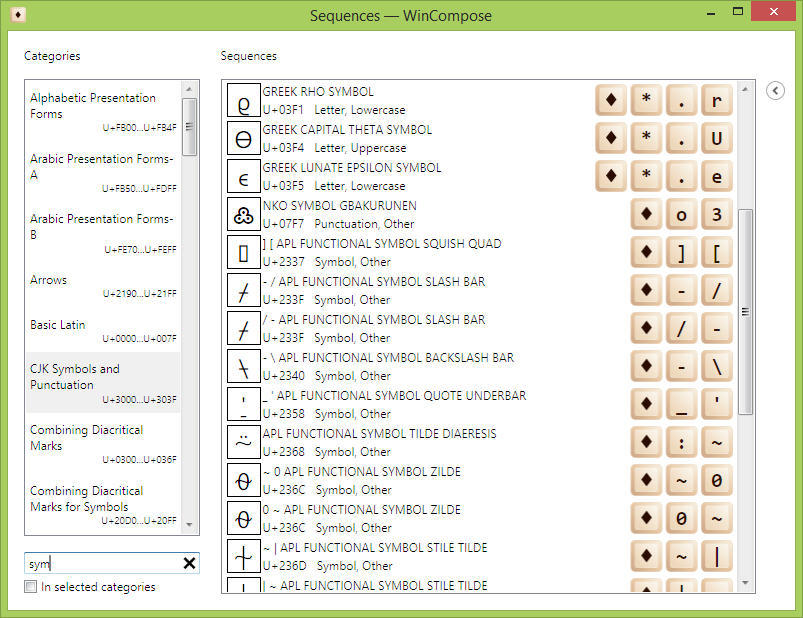 Sequences — WinCompose
Categories
Alphabetic Presentation
Forms
U+FB00...U+FB4F
Arabic Presentation Forms-
A
U+FB50...U+FDFF
Arabic Presentation Forms-
B
U+FE70...U+FEFF
Arrows
U+2190...U+21FF
Basic Latin
U+0000...U+007F
CJK Symbols and
Punctuation
U+3000...U+303F
Combining Diacritical
Marks
U+0300...U+036F
Combining Diacritical
Marks for Symbols
U+20D0...U+20FF
sym
In selected categories
Sequences
ϱ GREEK RHO SYMBOL ♦ * . r
U+03F1 Letter, Lowercase
ϴ GREEK CAPITAL THETA SYMBOL ♦ * . U
U+03F4 Letter, Uppercase
ϵ GREEK LUNATE EPSILON SYMBOL ♦ * . e
U+03F5 Letter, Lowercase
߷ NKO SYMBOL GBAKURUNEN ♦ o 3
U+07F7 Punctuation, Other
⌷ ] [ APL FUNCTIONAL SYMBOL SQUISH QUAD ♦ ] [
U+2337 Symbol, Other
⌿ - / APL FUNCTIONAL SYMBOL SLASH BAR ♦ - /
U+233F Symbol, Other
⌿ / - APL FUNCTIONAL SYMBOL SLASH BAR ♦ / -
U+233F Symbol, Other
⍀ - \ APL FUNCTIONAL SYMBOL BACKSLASH BAR ♦ - \
U+2340 Symbol, Other
⍘ _ ' APL FUNCTIONAL SYMBOL QUOTE UNDERBAR ♦ _ '
U+2358 Symbol, Other
⍨ APL FUNCTIONAL SYMBOL TILDE DIAERESIS ♦ : ~
U+2368 Symbol, Other
⍬ ~ 0 APL FUNCTIONAL SYMBOL ZILDE ♦ ~ 0
U+236C Symbol, Other
⍬ 0 ~ APL FUNCTIONAL SYMBOL ZILDE ♦ 0 ~
U+236C Symbol, Other
⍭ ~ | APL FUNCTIONAL SYMBOL STILE TILDE ♦ ~ |
U+236D Symbol, Other
| ~ APL FUNCTIONAL SYMBOL STILE TILDE ♦ | ~